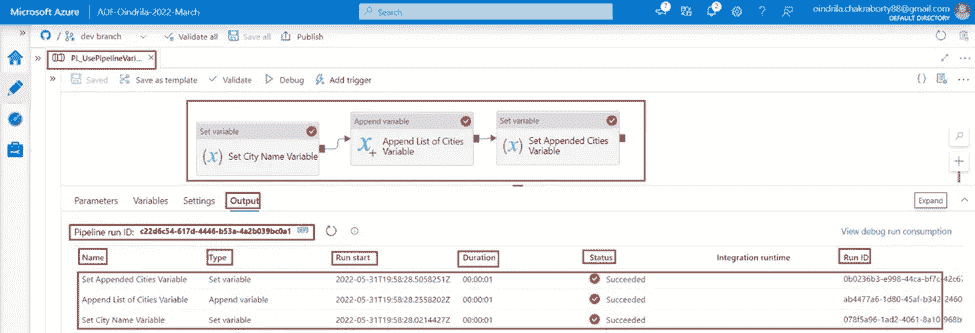 Microsoft Azure | ADF-Oindrila-2022-March
Search
oindrila.chakraborty88@gmail.com
DEFAULT DIRECTORY
dev branch Validate all Save all Publish
PL_UsePipelineVari...
Saved Save as template Validate Debug Add trigger
Set variable
Set City Name Variable
Append variable
Append List of Cities
Variable
Set variable
Set Appended Cities
Variable
Parameters Variables Settings Output Expand
Pipeline run ID: c22d6c54-617d-4446-b53a-4a2b039bc0a1 View debug run consumption
Name Type Run start Duration Status Integration runtime Run ID
Set Appended Cities Variable Set variable 2022-05-31T19:58:28.5058251Z 00:00:01 Succeeded 0b0236b3-e998-44ca-bf7c-42c67
Append List of Cities Variable Append variable 2022-05-31T19:58:28.2558202Z 00:00:01 Succeeded ab4477a6-1d80-45af-b342-2460
Set City Name Variable Set variable 2022-05-31T19:58:28.0214427Z 00:00:01 Succeeded